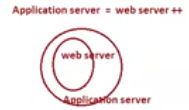 Application server = web server ++
web server
Application server